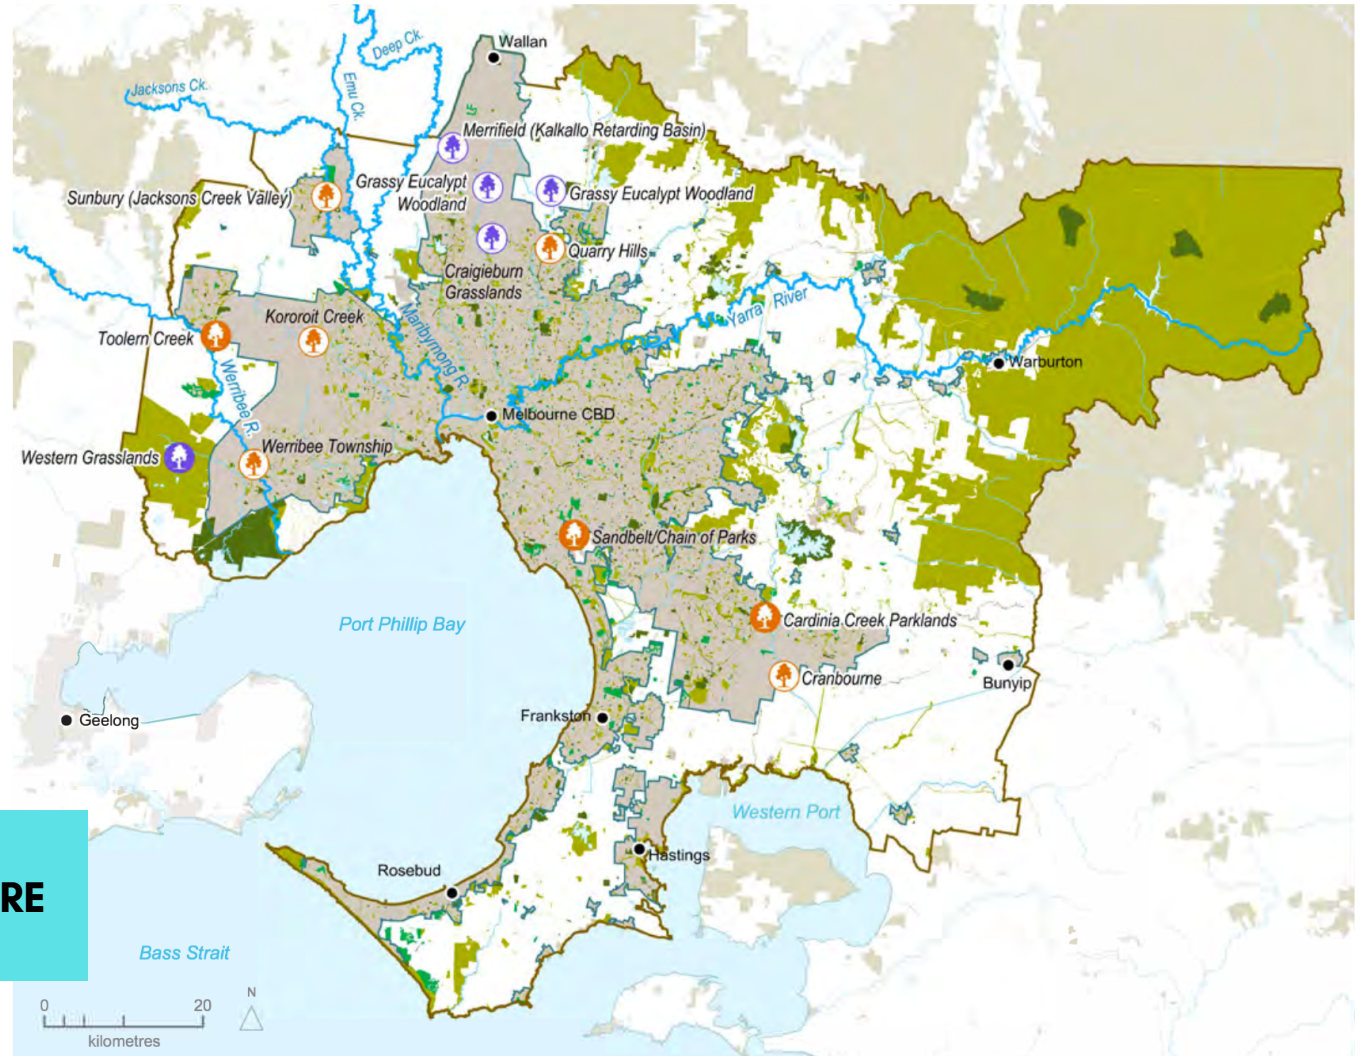 Wallan
Deep Ck.
Jacksons Ck.
Emu Ck.
Merrifield (Kalkallo Retarding Basin)
Grassy Eucalypt
Woodland
Grassy Eucalypt Woodland
Sunbury (Jacksons Creek Valley)
Quarry Hills
Craigieburn
Grasslands
Yarra River
Kororoit Creek
Maribyrnong R.
Toolern Creek
Werribee R.
Warburton
Melbourne CBD
Werribee Township
Western Grasslands
Sandbelt/Chain of Parks
Port Phillip Bay
Cardinia Creek Parklands
Cranbourne
Bunyip
Geelong
Frankston
Western Port
Hastings
Rosebud
RE
Bass Strait
0 20
kilometres
N